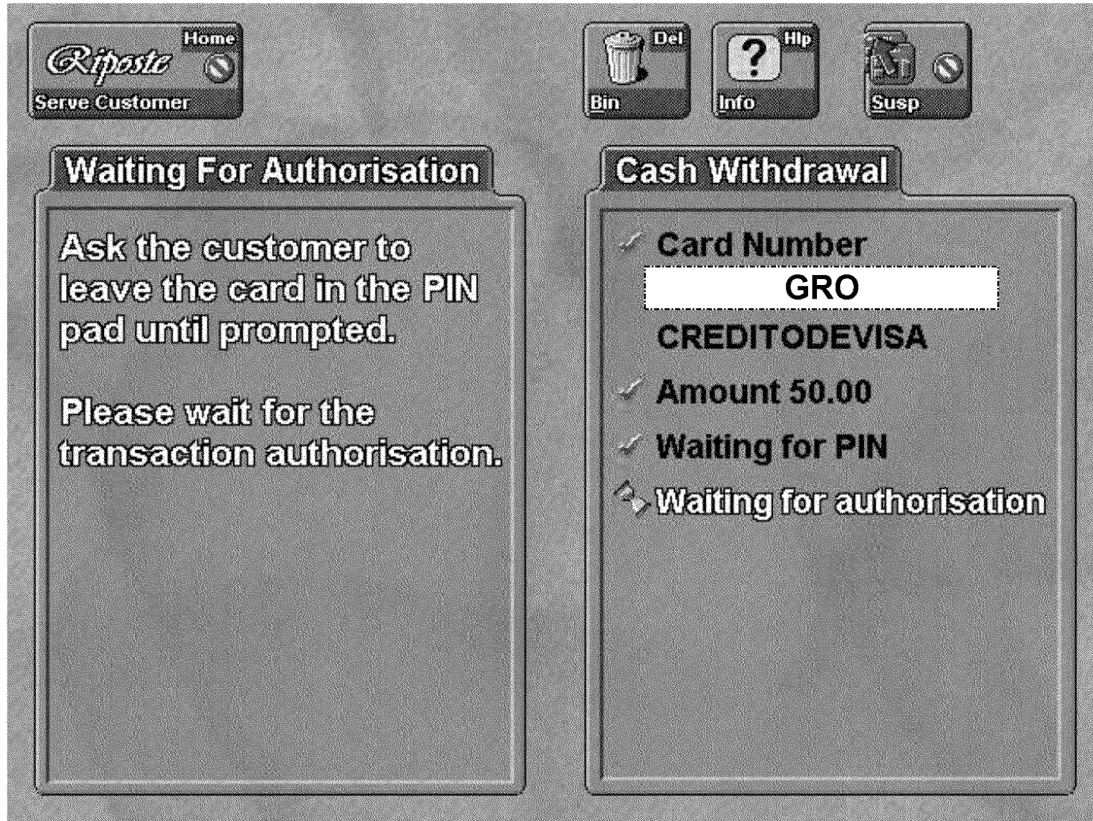 Riposte
Home
Serve Customer
Del
Bin
Hlp
?
Info
Susp
Waiting For Authorisation
Ask the customer to
leave the card in the PIN
pad until prompted.
Please wait for the
transaction authorisation.
Cash Withdrawal
Card Number
GRO
CREDITODEVISA
Amount 50.00
Waiting for PIN
Waiting for authorisation